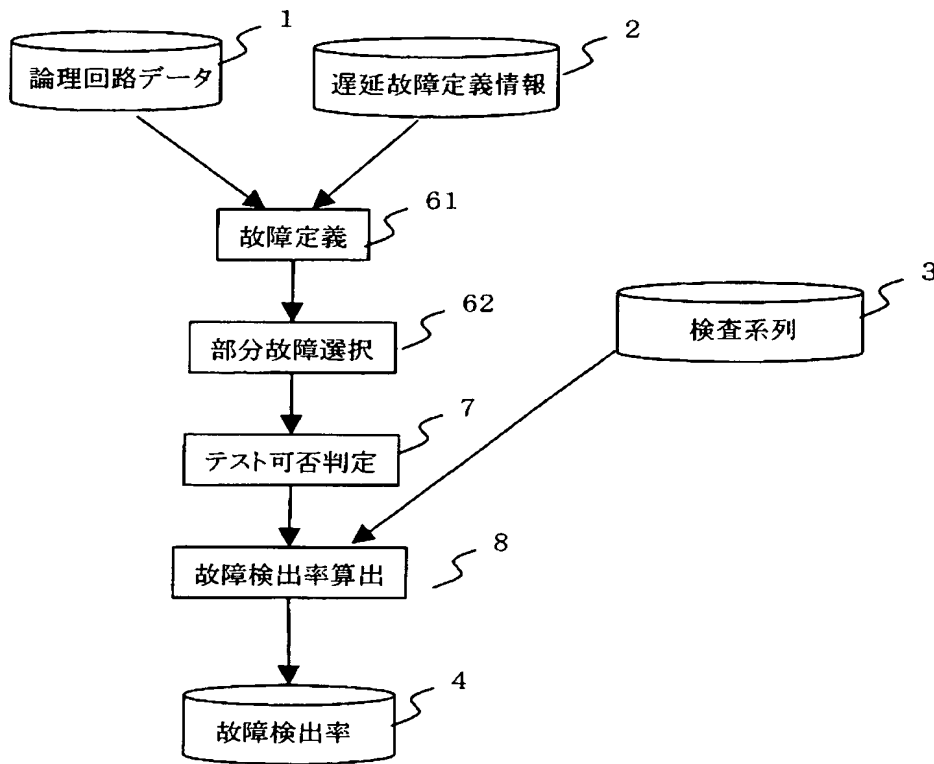 1
論理回路データ
2
遅延故障定義情報
61
故障定義
62
部分故障選択
3
検査系列
7
テスト可否判定
8
故障検出率算出
4
故障検出率